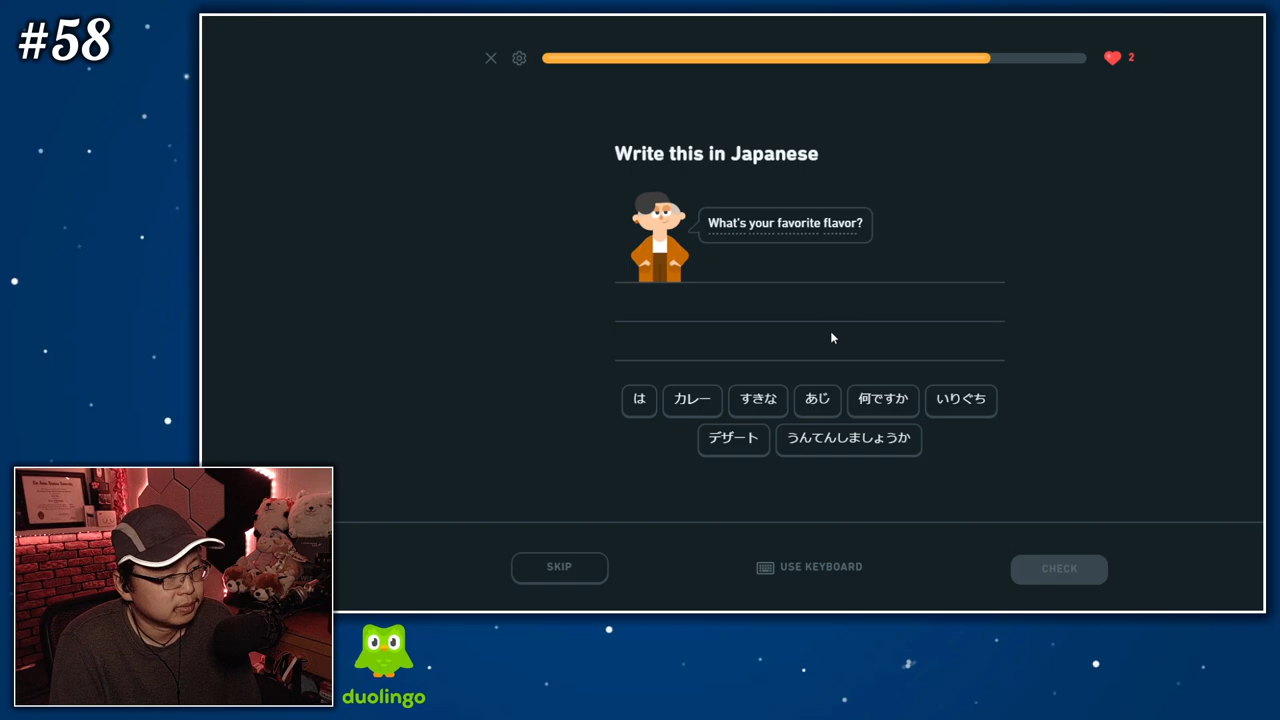 #58
2
Write this in Japanese
What's your favorite flavor?
は カレー すきな あじ 何ですか いりぐち
デザート うんてんしましょうか
SKIP USE KEYBOARD CHECK
duolingo